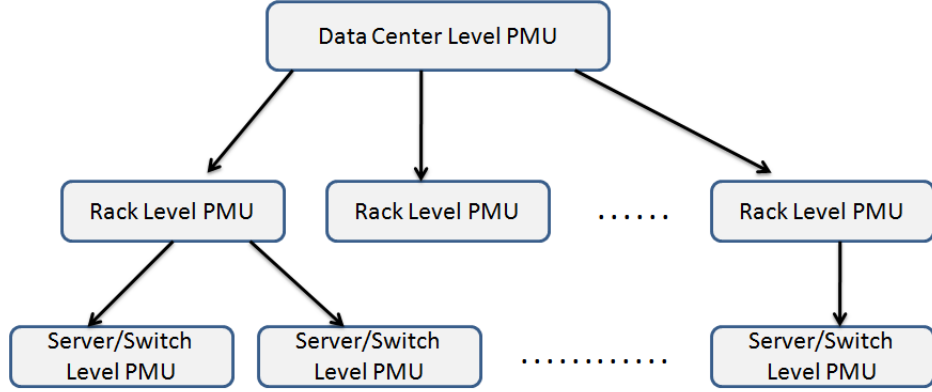 Data Center Level PMU
Rack Level PMU
Rack Level PMU
......
Rack Level PMU
Server/Switch
Level PMU
Server/Switch
Level PMU
............
Server/Switch
Level PMU